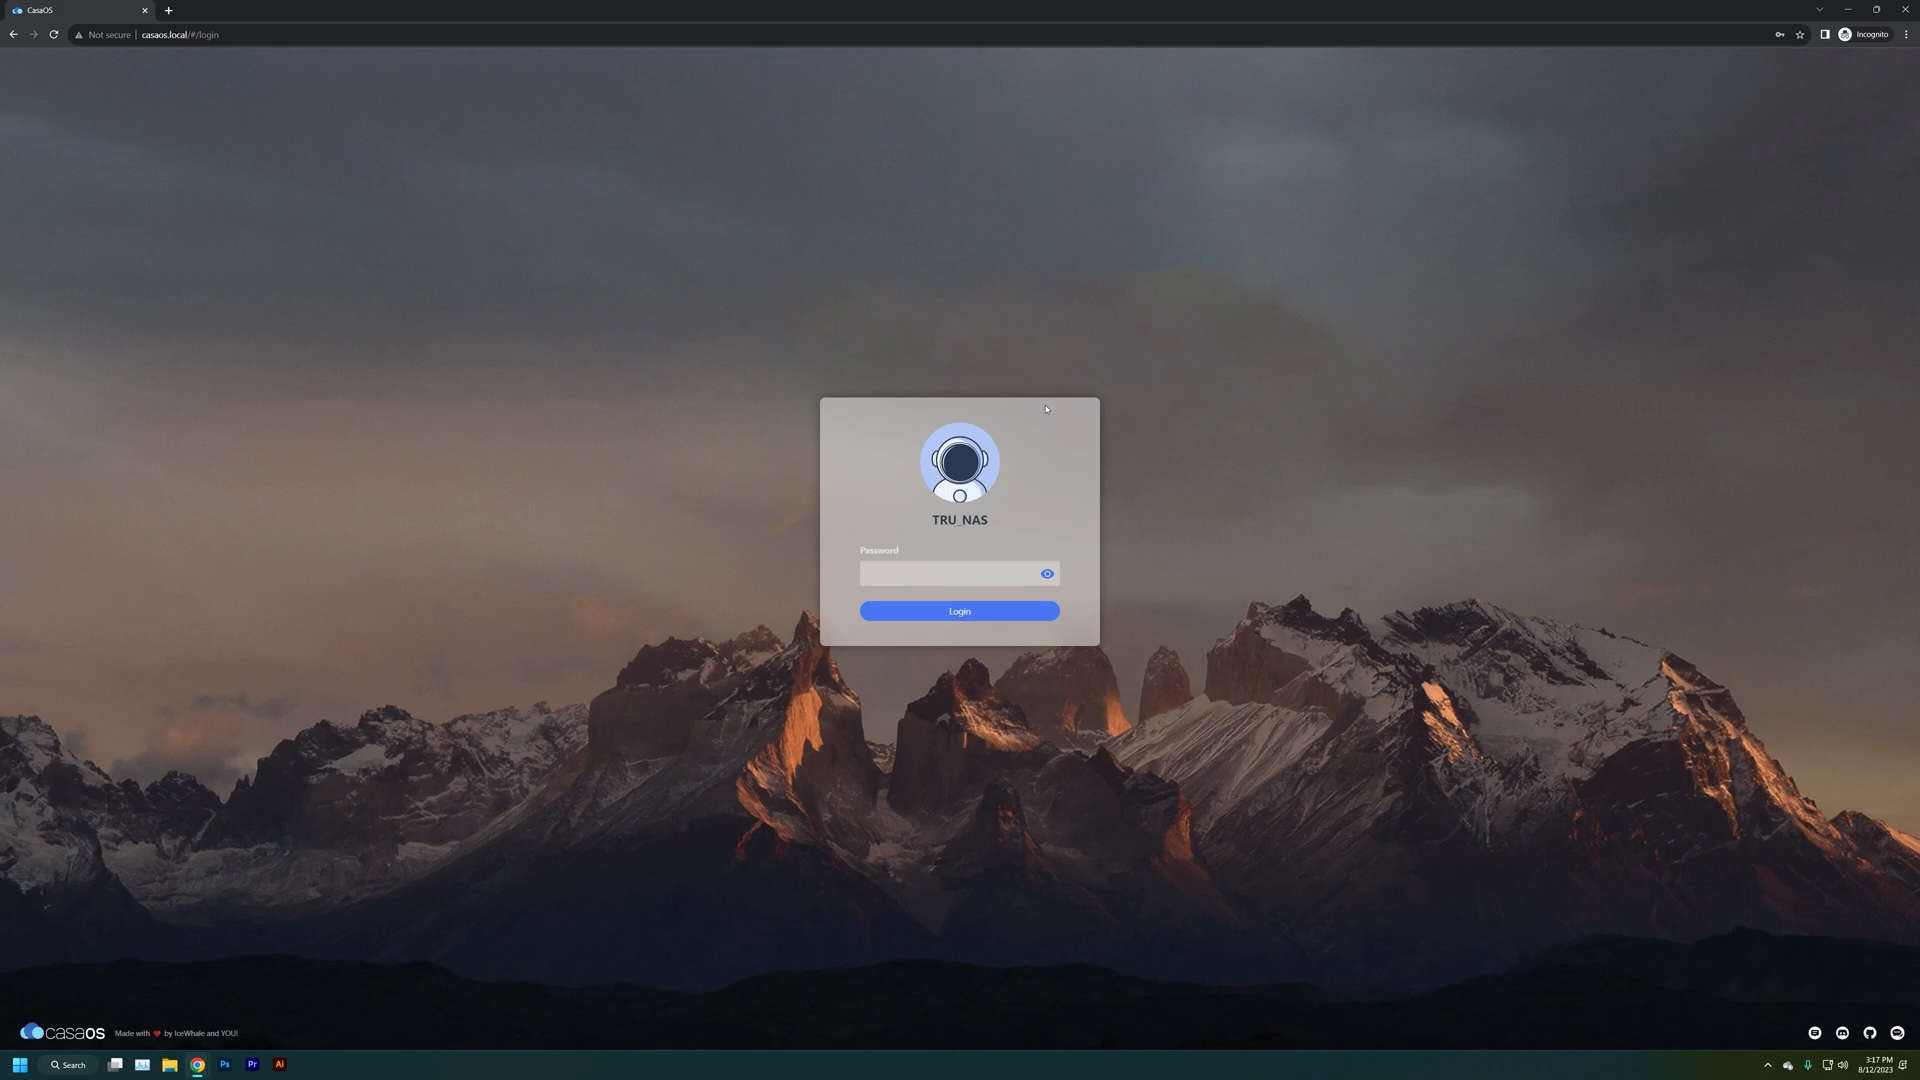 CasaOS
Not secure casaos.local/#/login
Incognito
TRU_NAS
Password
Login
casaos Made with ❤ by IceWhale and YOU!
Search Ps Pr Ai
3:17 PM
8/12/2023